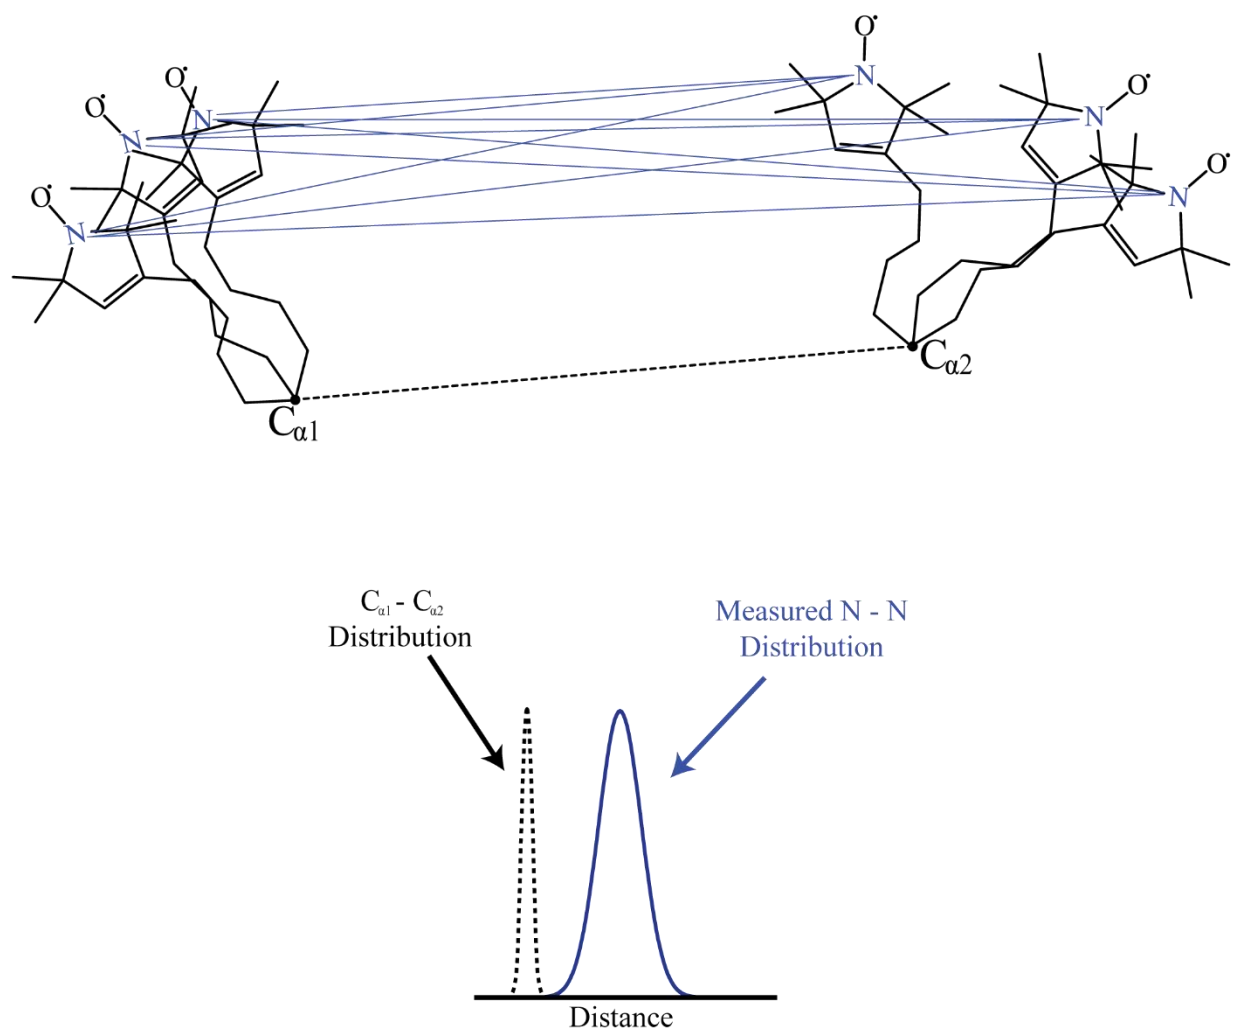 O•
N
O•
N
O•
N
O•
N
O•
N
O•
N
Cα1
Cα2
Cα1 - Cα2
Distribution
Measured N - N
Distribution
Distance